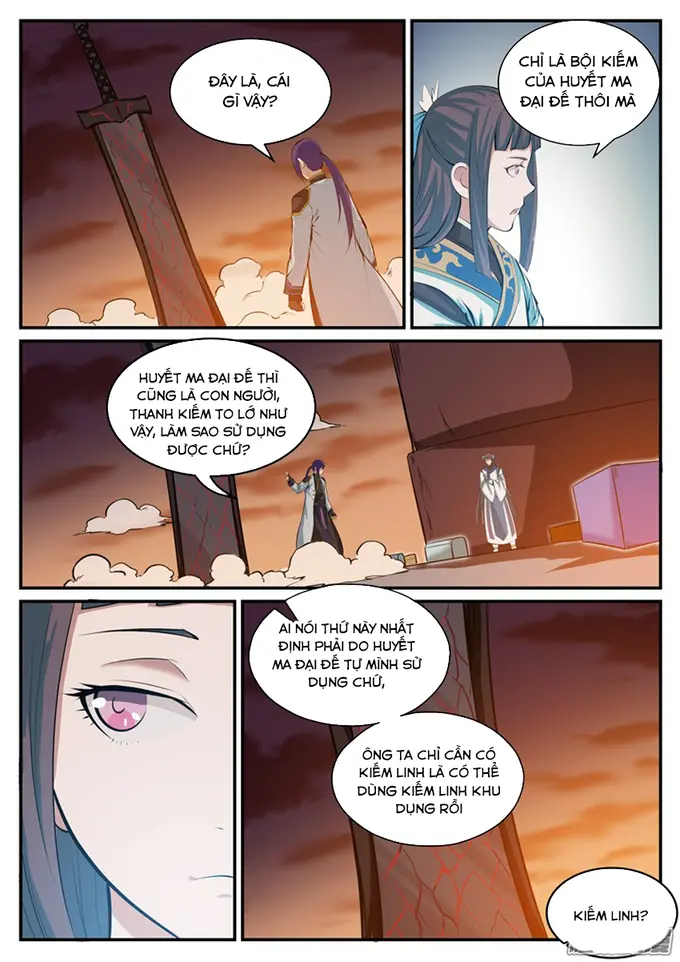 ĐÂY LÀ, CÁI
GÌ VẬY?
CHỈ LÀ BỘI KIẾM
CỦA HUYẾT MA
ĐẠI ĐẾ THÔI MÀ
HUYẾT MA ĐẠI ĐẾ THÌ
CŨNG LÀ CON NGƯỜI,
THANH KIẾM TO LỚ NHƯ
VẬY, LÀM SAO SỬ DỤNG
ĐƯỢC CHỨ?
AI NÓI THỨ NÀY NHẤT
ĐỊNH PHẢI DO HUYẾT
MA ĐẠI ĐẾ TỰ MÌNH SỬ
DỤNG CHỨ,
ÔNG TA CHỈ CẦN CÓ
KIẾM LINH LÀ CÓ THỂ
DÙNG KIẾM LINH KHU
DỤNG RỒI
KIẾM LINH?